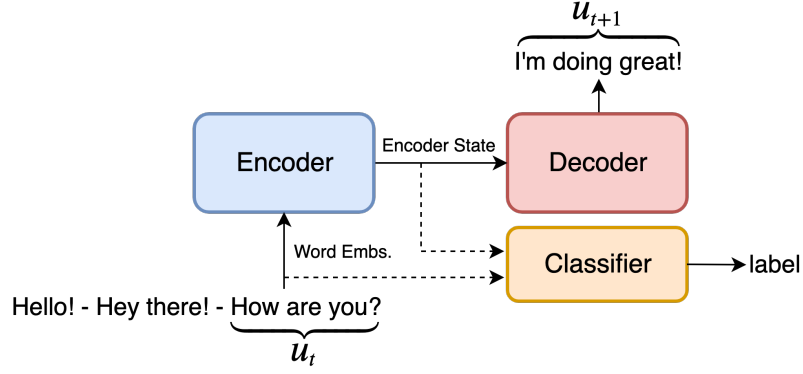 u_{t+1}
I'm doing great!
Encoder
Encoder State
Decoder
Word Embs.
Classifier
label
Hello! - Hey there! - How are you?
u_t